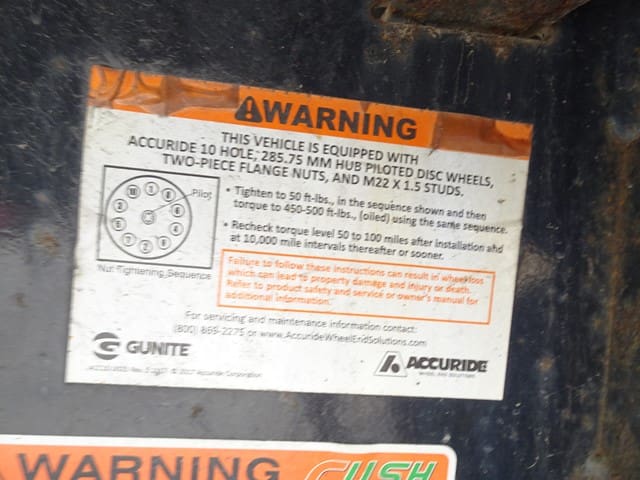 WARNING
THIS VEHICLE IS EQUIPPED WITH
ACCURIDE 10 HOLE, 285.75 MM HUB PILOTED DISC WHEELS,
TWO-PIECE FLANGE NUTS, AND M22 X 1.5 STUDS.
Pilot
Nut Tightening Sequence
• Tighten to 50 ft-lbs., in the sequence shown and then
torque to 450-500 ft-lbs., (oiled) using the same sequence.
• Recheck torque level 50 to 100 miles after installation and
at 10,000 mile intervals thereafter or sooner.
Failure to follow these instructions can result in wheel loss
which can lead to property damage and injury or death.
Refer to product safety and service or owner's manual for
additional information.
For servicing and maintenance information contact:
(800) 869-2275 or www.AccurideWheelEndSolutions.com
GUNITE
ACCURIDE
WHEEL END SOLUTIONS
© 2017 Accuride Corporation
WARNING
CUSH